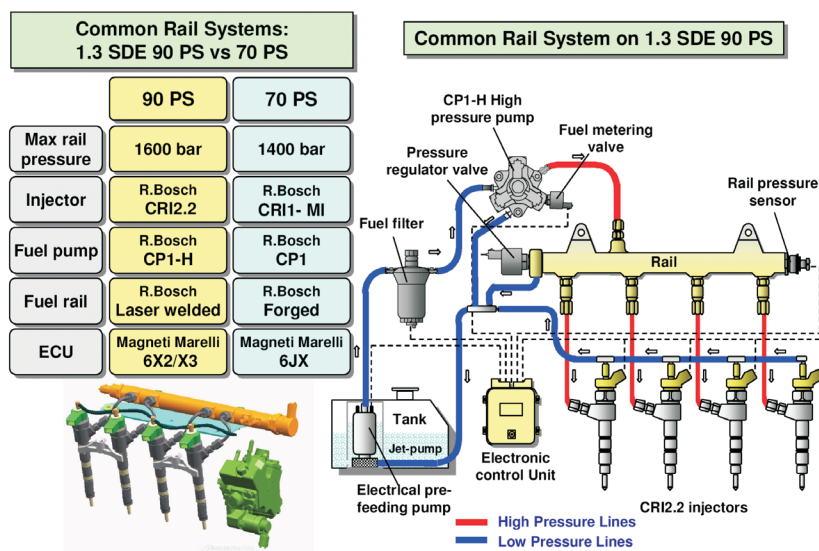 Common Rail Systems:
1.3 SDE 90 PS vs 70 PS
90 PS
70 PS
Max rail
pressure
1600 bar
1400 bar
Injector
R.Bosch
CRI2.2
R.Bosch
CRI1- MI
Fuel pump
R.Bosch
CP1-H
R.Bosch
CP1
Fuel rail
R.Bosch
Laser welded
R.Bosch
Forged
ECU
Magneti Marelli
6X2/X3
Magneti Marelli
6JX
Common Rail System on 1.3 SDE 90 PS
CP1-H High
pressure pump
Fuel metering
valve
Pressure
regulator valve
Rail pressure
sensor
Fuel filter
Rail
Tank
Jet-pump
Electrical pre-
feeding pump
Electronic
control Unit
CRI2.2 injectors
High Pressure Lines
Low Pressure Lines